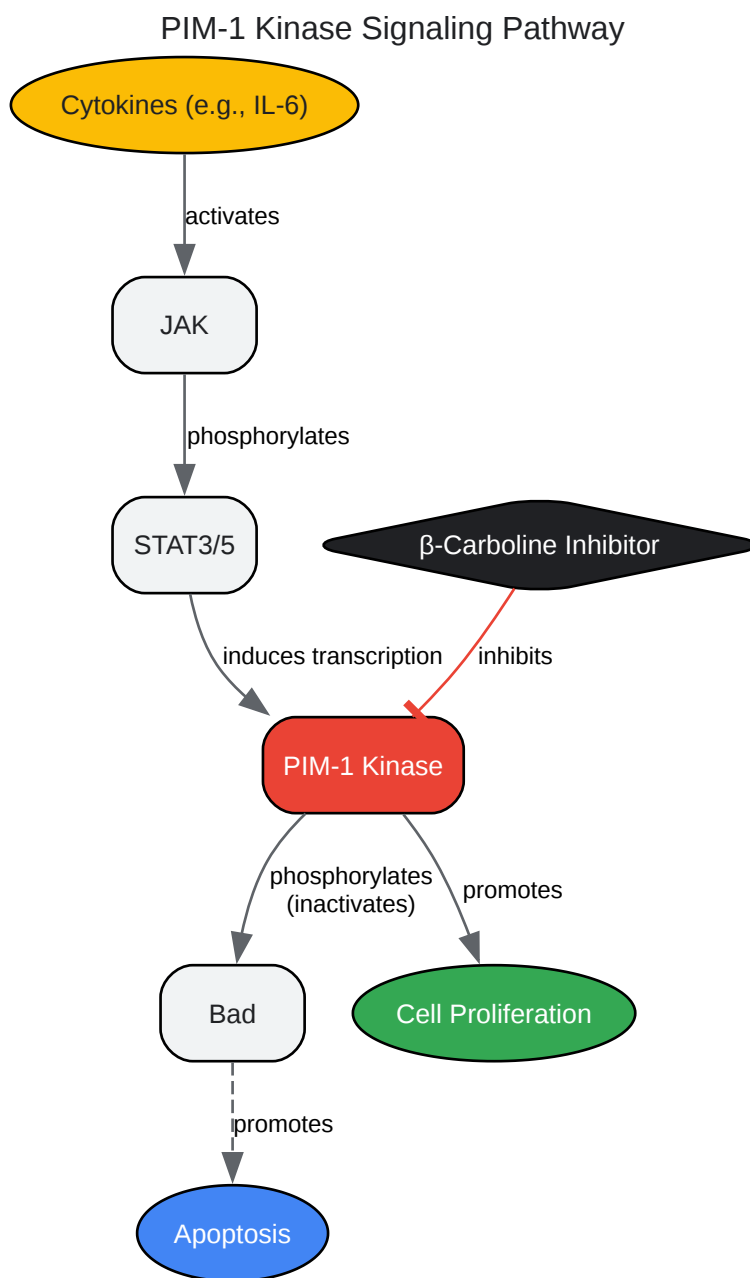 PIM-1 Kinase Signaling Pathway
Cytokines (e.g., IL-6)
activates
JAK
phosphorylates
STAT3/5
β-Carboline Inhibitor
induces transcription
inhibits
PIM-1 Kinase
phosphorylates
(inactivates)
promotes
Bad
Cell Proliferation
promotes
Apoptosis